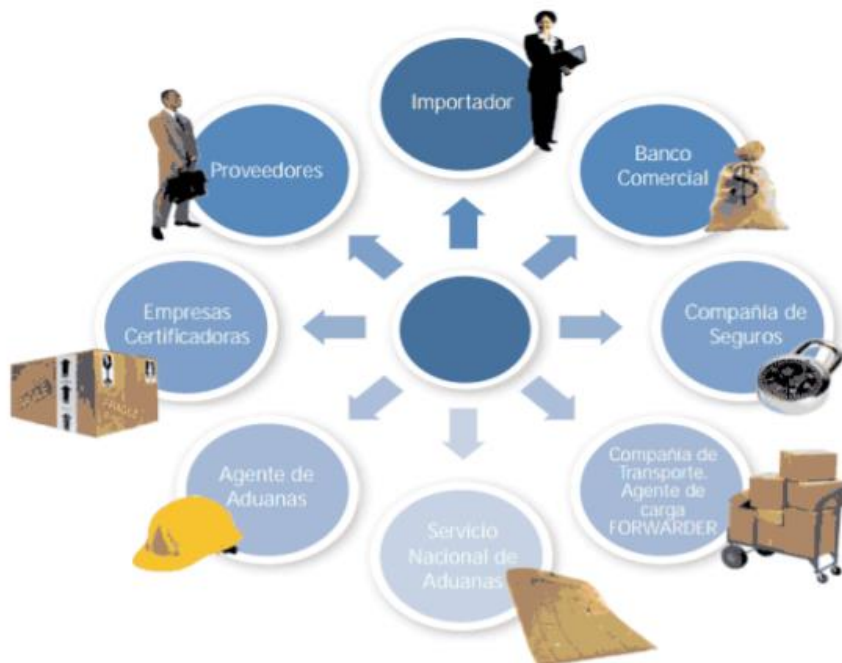 Importador
Banco
Comercial
Compañia de
Seguros
Compañia de
Transporte.
Agente de
carga
FORWARDER
Servicio
Nacional de
Aduanas
Agente de
Aduanas
Empresas
Certificadoras
Proveedores
$
FRAGILE